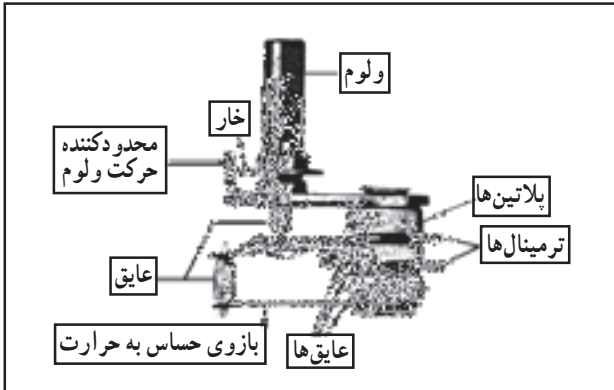 ولوم
خار
محدودکننده
حرکت ولوم
پلاتین‌ها
ترمینال‌ها
عایق
بازوی حساس به حرارت
عایق‌ها